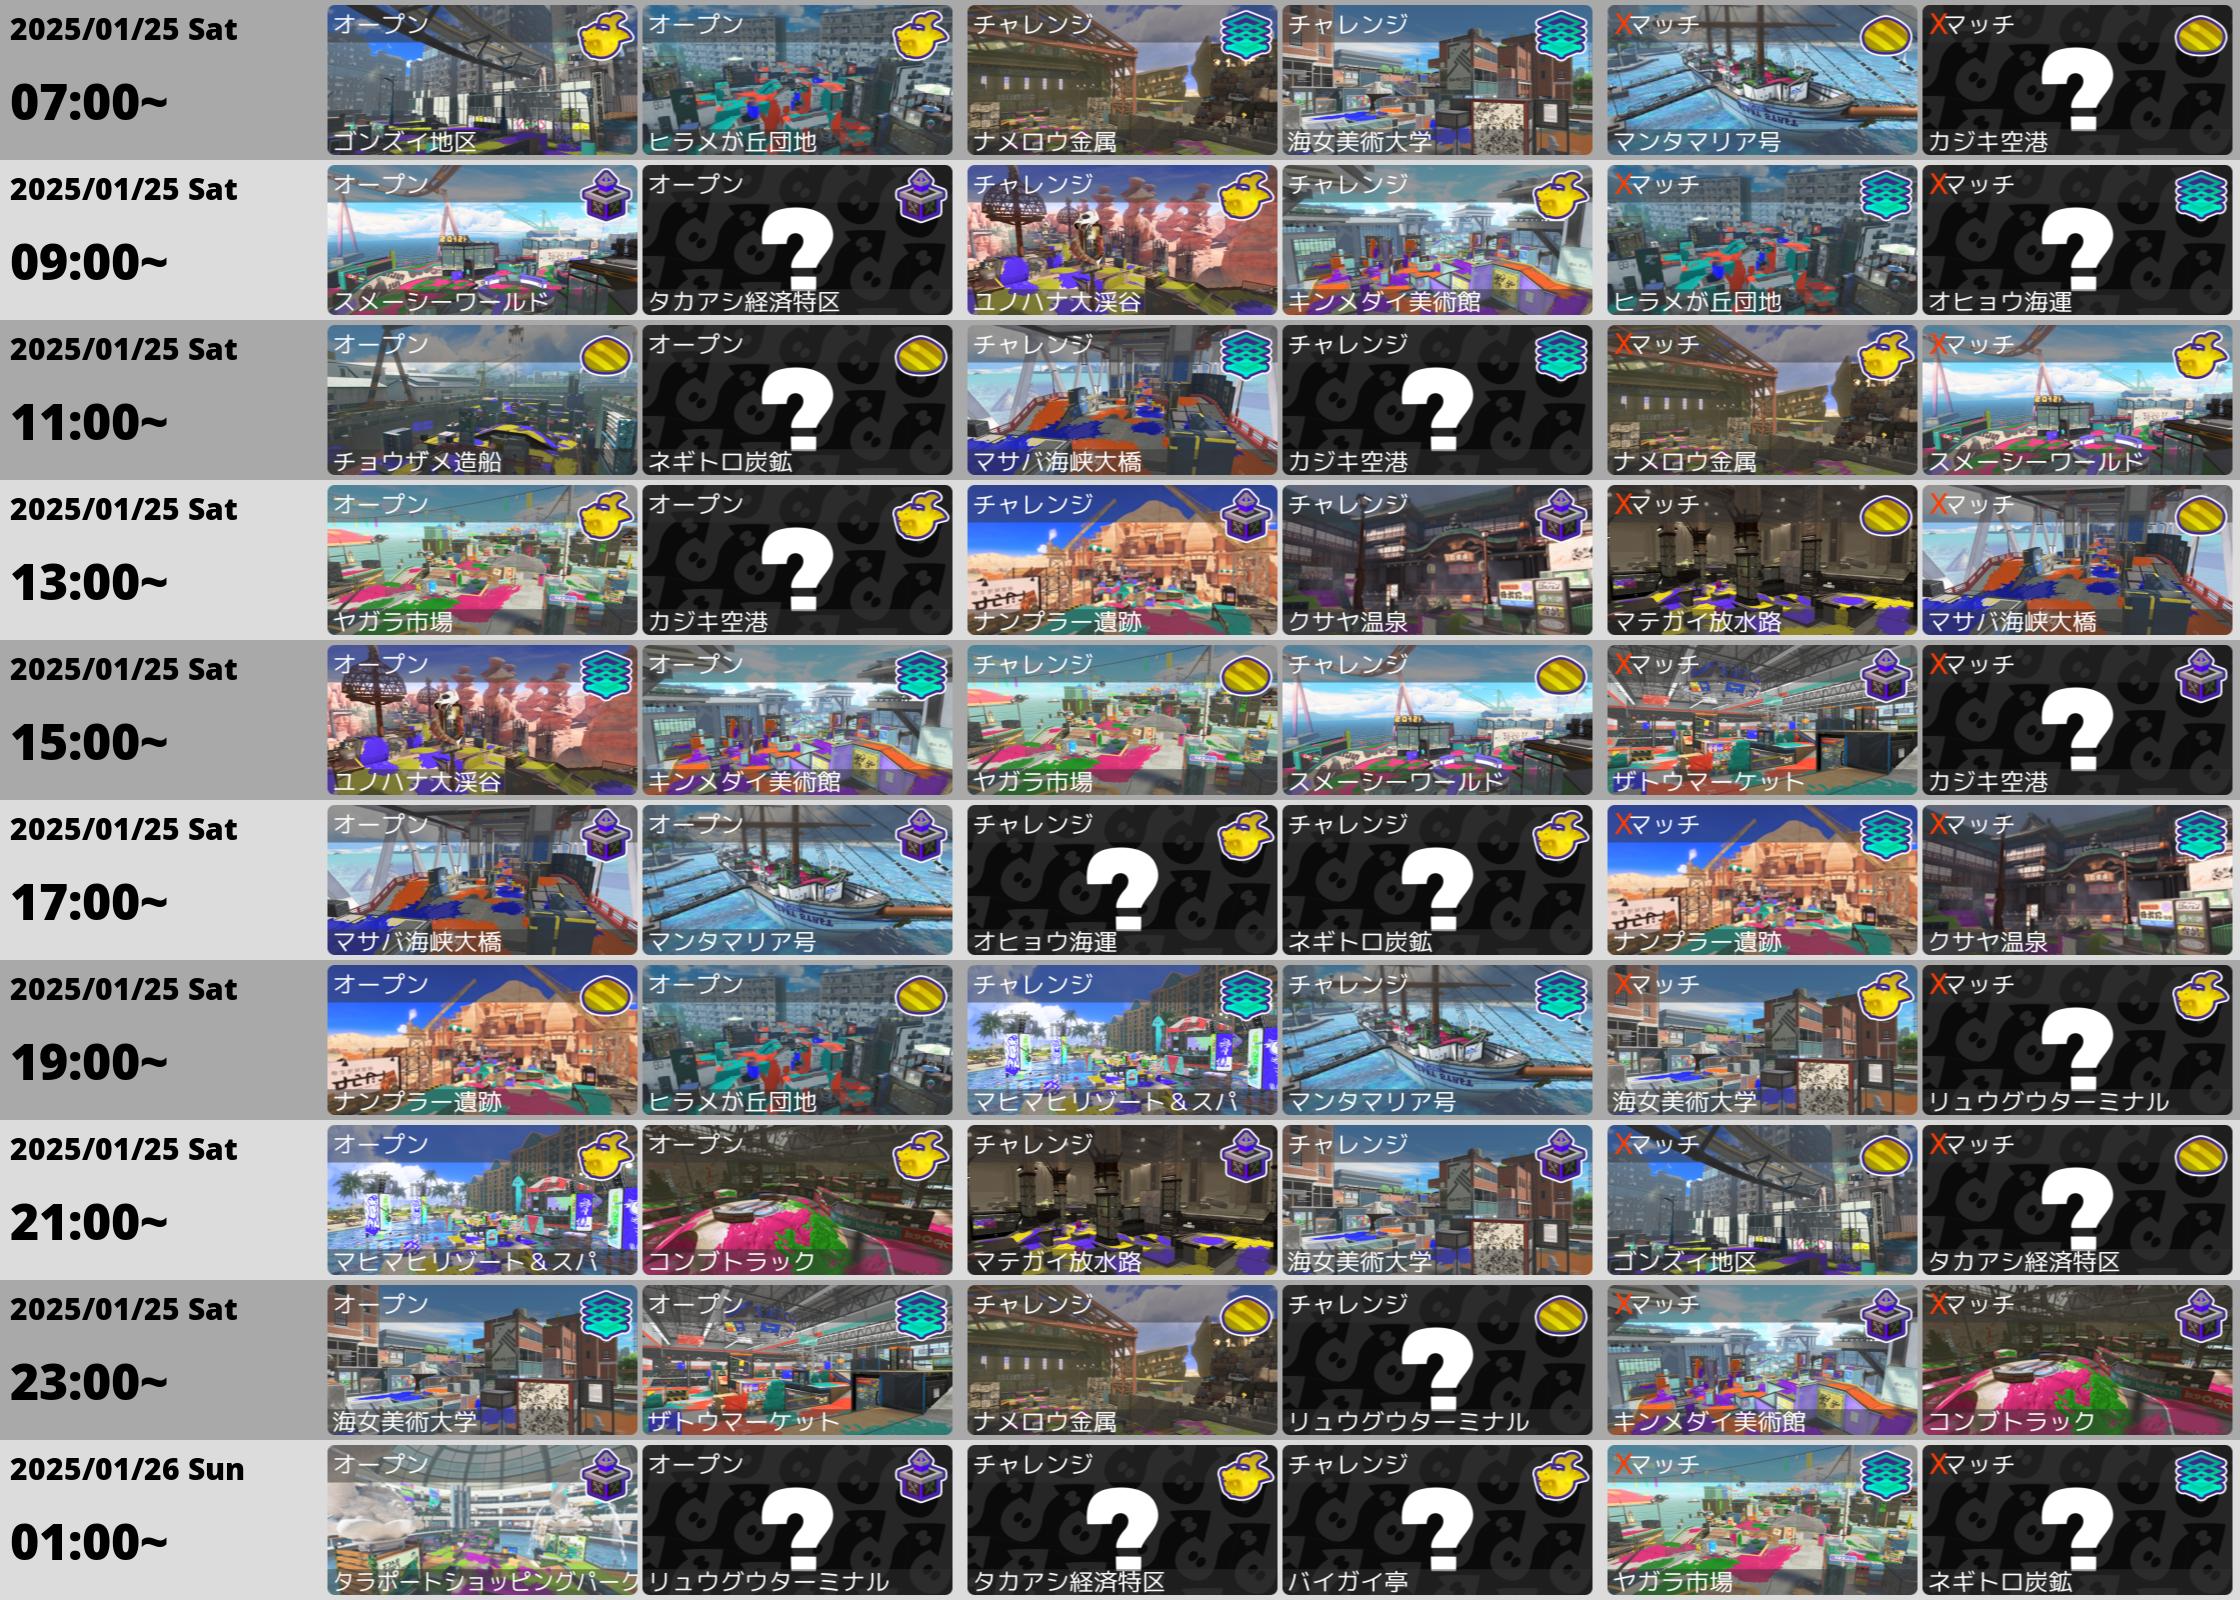 2025/01/25 Sat
07:00~
オープン オープン チャレンジ チャレンジ Xマッチ Xマッチ
ゴンズイ地区 ヒラメが丘団地 ナメロウ金属 海女美術大学 マンタマリア号 カジキ空港
2025/01/25 Sat
09:00~
オープン オープン チャレンジ チャレンジ Xマッチ Xマッチ
スメーシーワールド タカアシ経済特区 ユノハナ大渓谷 キンメダイ美術館 ヒラメが丘団地 オヒョウ海運
2025/01/25 Sat
11:00~
オープン オープン チャレンジ チャレンジ Xマッチ Xマッチ
チョウザメ造船 ネギトロ炭鉱 マサバ海峡大橋 カジキ空港 ナメロウ金属 スメーシーワールド
2025/01/25 Sat
13:00~
オープン オープン チャレンジ チャレンジ Xマッチ Xマッチ
ヤガラ市場 カジキ空港 ナンプラー遺跡 クサヤ温泉 マテガイ放水路 マサバ海峡大橋
2025/01/25 Sat
15:00~
オープン オープン チャレンジ チャレンジ Xマッチ Xマッチ
ユノハナ大渓谷 キンメダイ美術館 ヤガラ市場 スメーシーワールド ザトウマーケット カジキ空港
2025/01/25 Sat
17:00~
オープン オープン チャレンジ チャレンジ Xマッチ Xマッチ
マサバ海峡大橋 マンタマリア号 オヒョウ海運 ネギトロ炭鉱 ナンプラー遺跡 クサヤ温泉
2025/01/25 Sat
19:00~
オープン オープン チャレンジ チャレンジ Xマッチ Xマッチ
ナンプラー遺跡 ヒラメが丘団地 マヒマヒリゾート＆スパ マンタマリア号 海女美術大学 リュウグウターミナル
2025/01/25 Sat
21:00~
オープン オープン チャレンジ チャレンジ Xマッチ Xマッチ
マヒマヒリゾート＆スパ コンブトラック マテガイ放水路 海女美術大学 ゴンズイ地区 タカアシ経済特区
2025/01/25 Sat
23:00~
オープン オープン チャレンジ チャレンジ Xマッチ Xマッチ
海女美術大学 ザトウマーケット ナメロウ金属 リュウグウターミナル キンメダイ美術館 コンブトラック
2025/01/26 Sun
01:00~
オープン オープン チャレンジ チャレンジ Xマッチ Xマッチ
タラポートショッピングパーク リュウグウターミナル タカアシ経済特区 バイガイ亭 ヤガラ市場 ネギトロ炭鉱